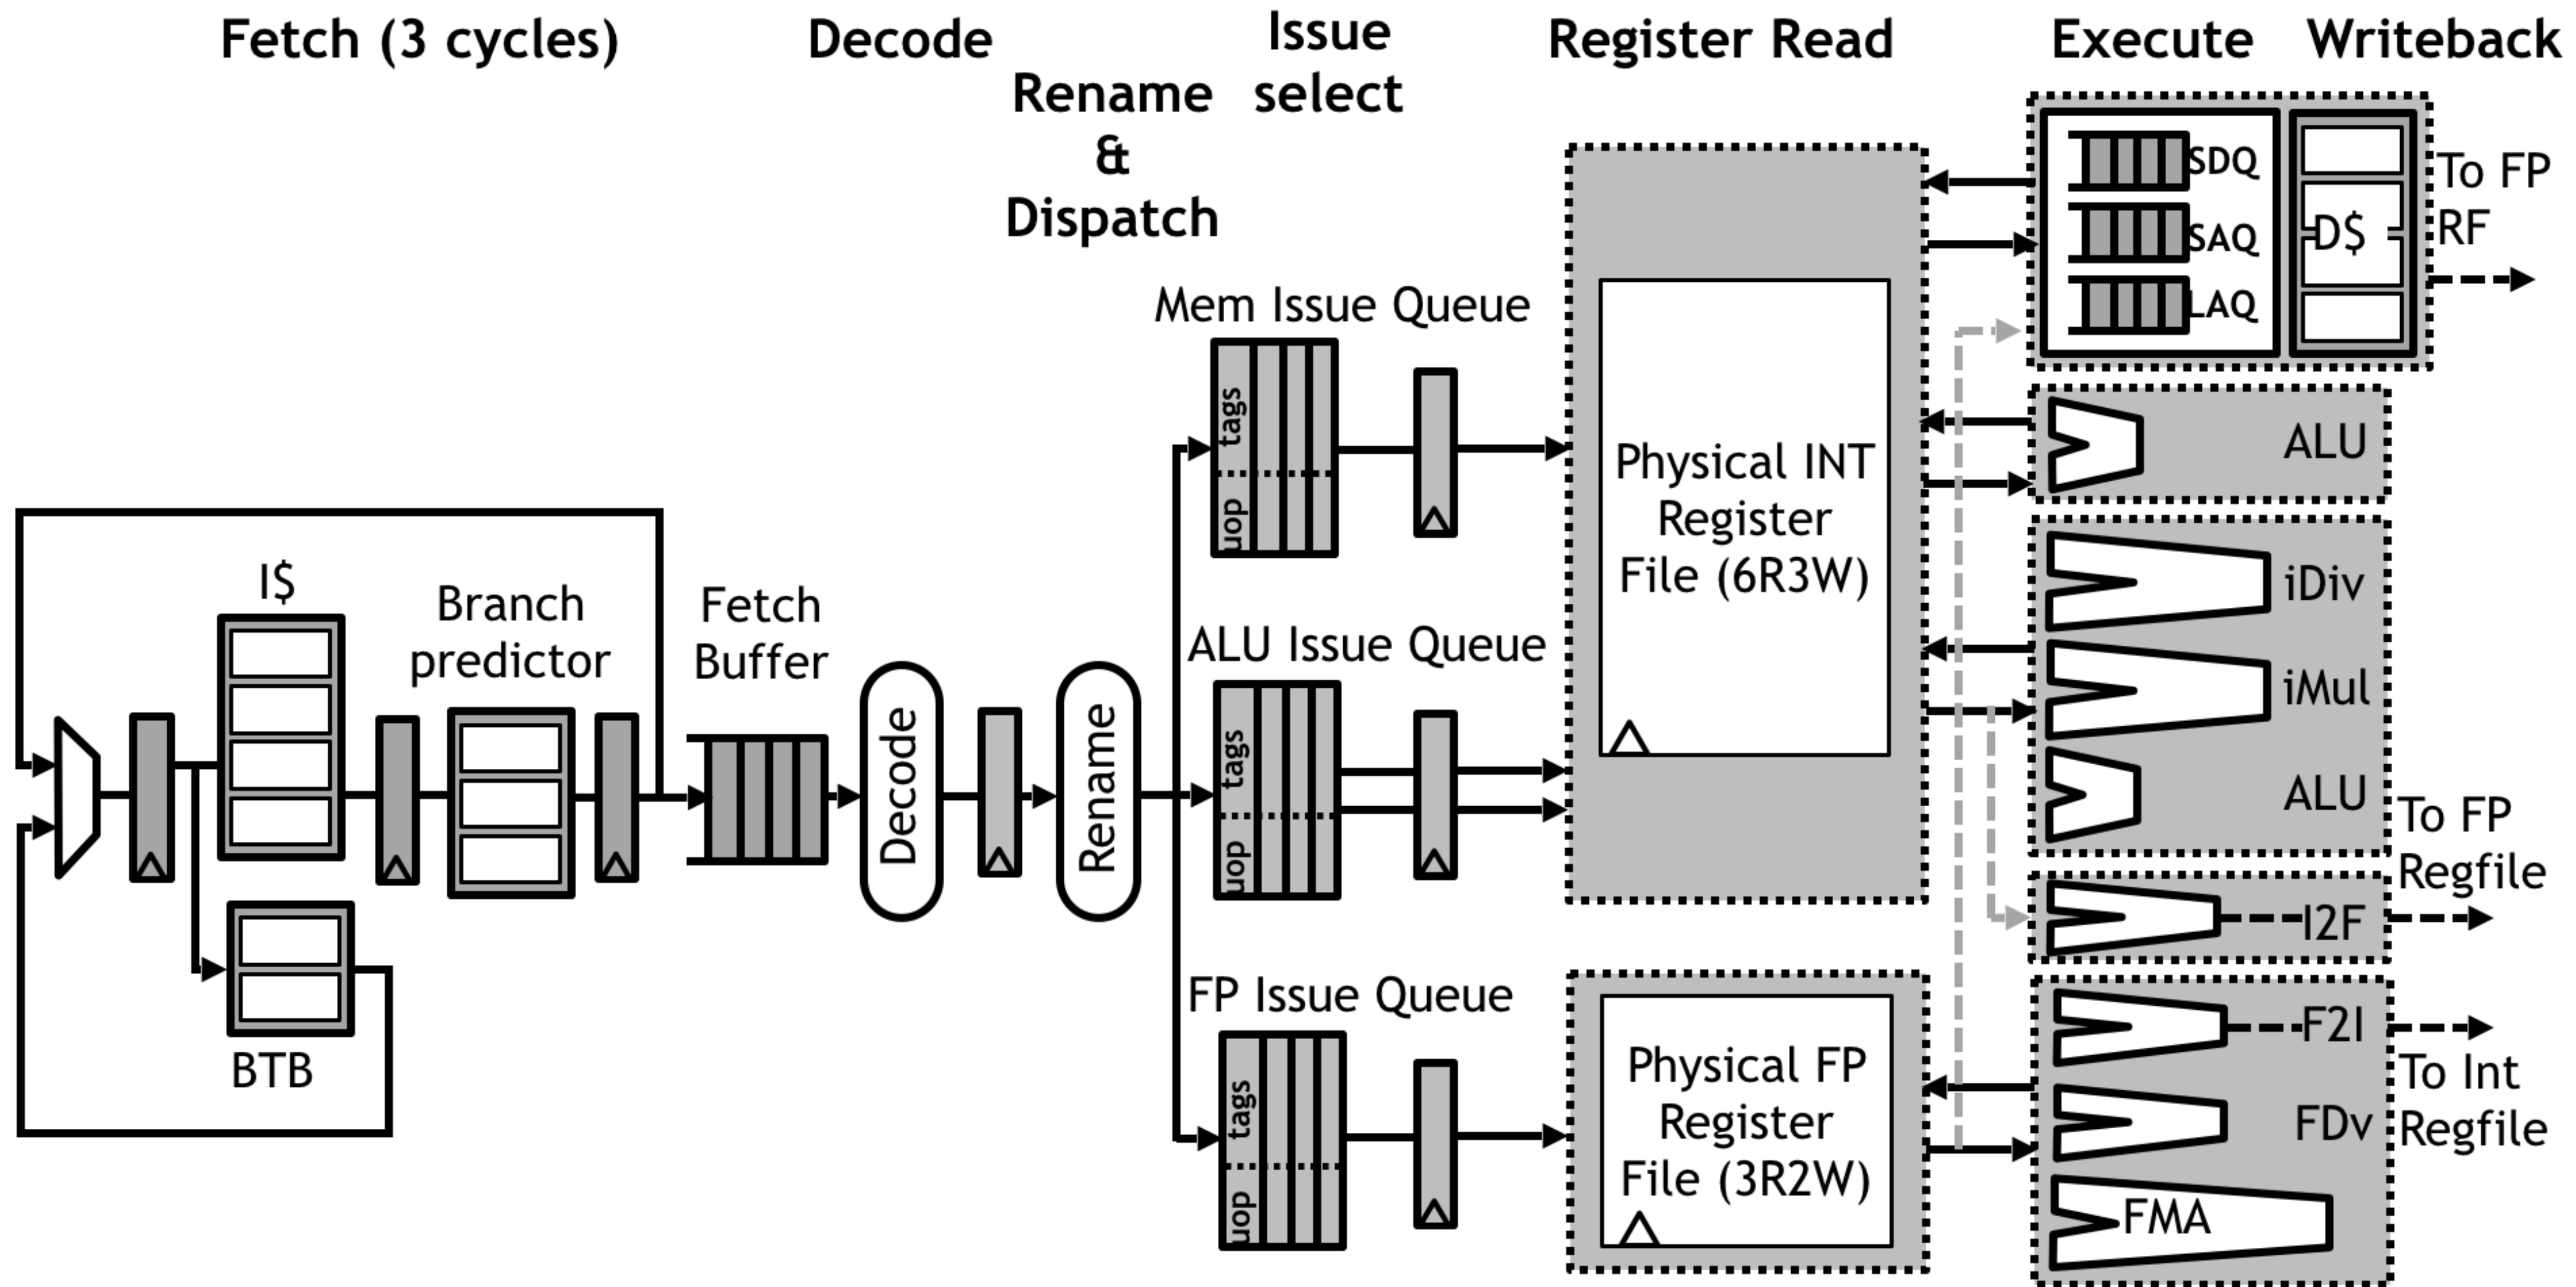 Fetch (3 cycles)
Decode
Rename
&
Dispatch
Issue
select
Register Read
Execute
Writeback
I$
Branch
predictor
BTB
Fetch
Buffer
Decode
Rename
Mem Issue Queue
tags
uop
ALU Issue Queue
tags
uop
FP Issue Queue
tags
uop
Physical INT
Register
File (6R3W)
Physical FP
Register
File (3R2W)
SDQ
SAQ
LAQ
D$
To FP
RF
ALU
iDiv
iMul
ALU
To FP
Regfile
I2F
F2I
To Int
Regfile
FDv
FMA